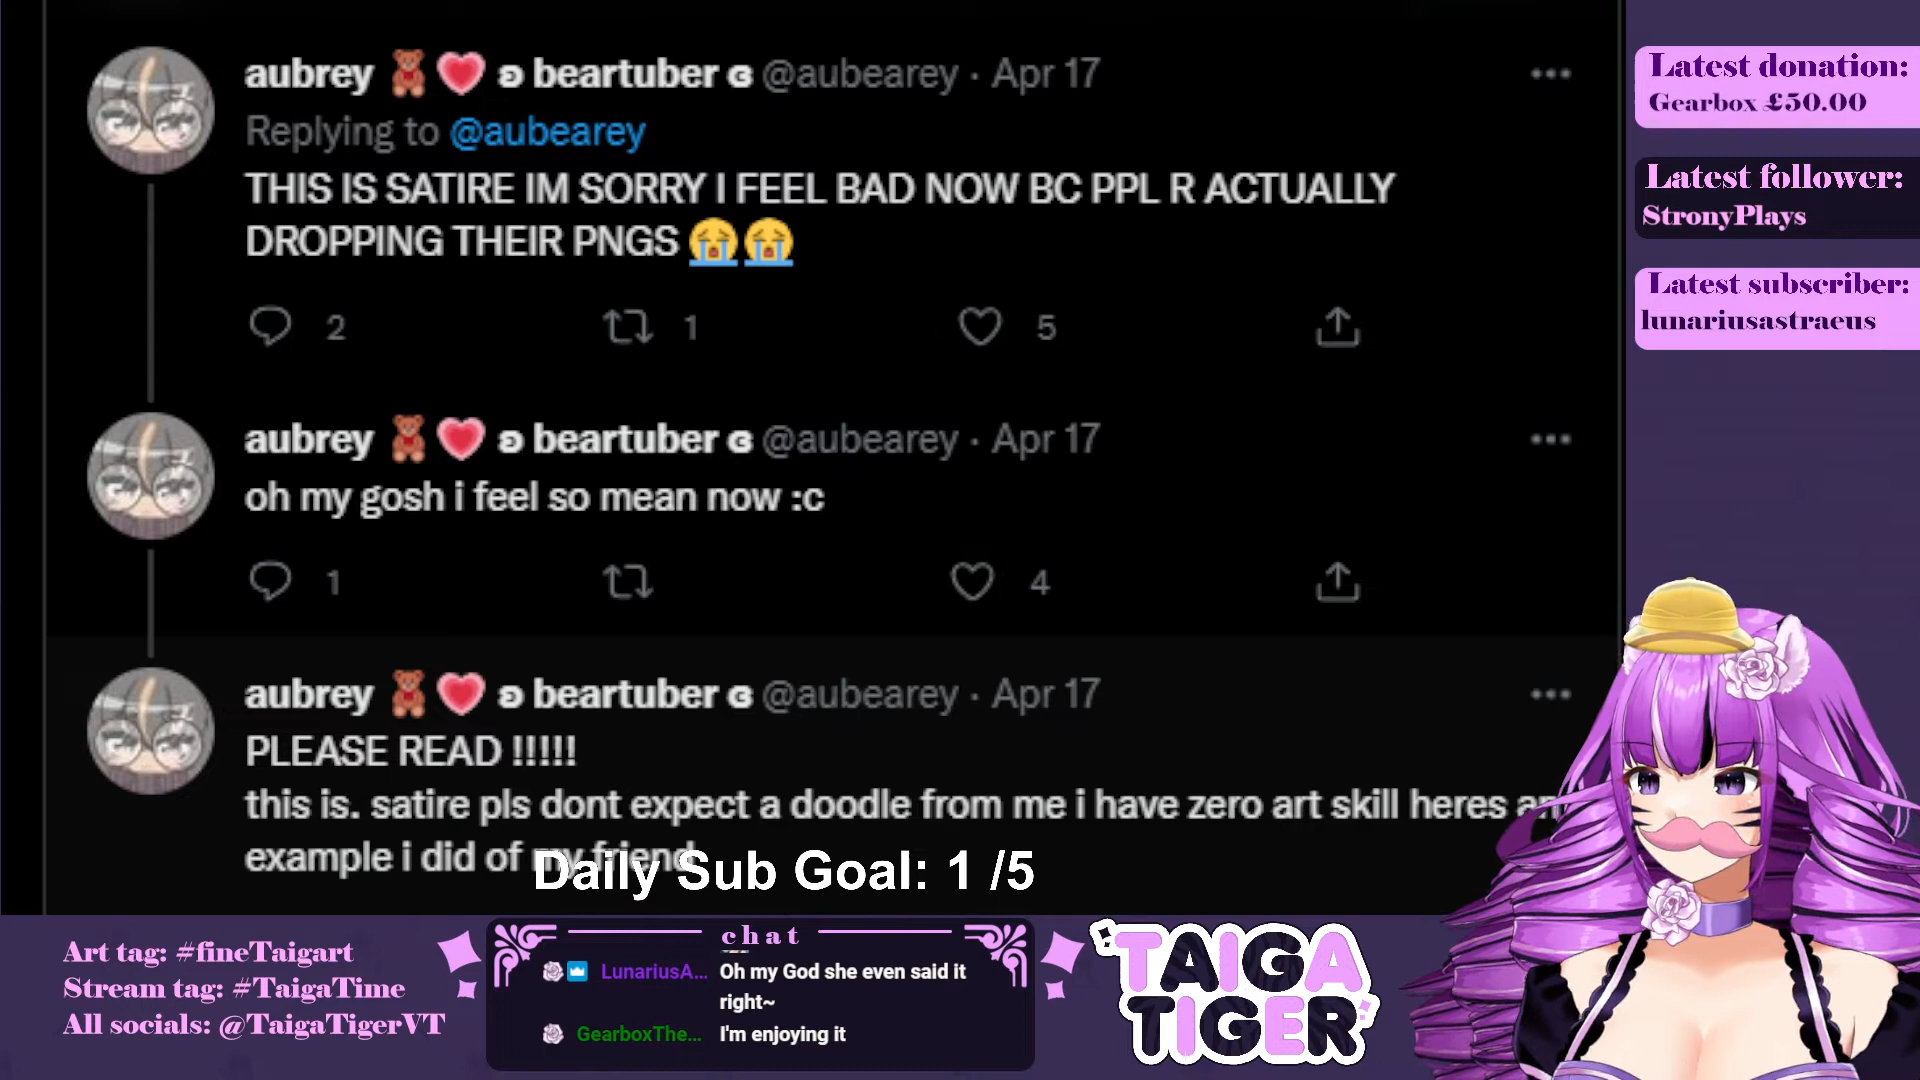 aubrey 🧸💗 ʚ beartuber ɞ @aubearey · Apr 17
Replying to @aubearey
THIS IS SATIRE IM SORRY I FEEL BAD NOW BC PPL R ACTUALLY
DROPPING THEIR PNGS 😭😭
2 1 5
aubrey 🧸💗 ʚ beartuber ɞ @aubearey · Apr 17
oh my gosh i feel so mean now :c
1 4
aubrey 🧸💗 ʚ beartuber ɞ @aubearey · Apr 17
PLEASE READ !!!!!
this is. satire pls dont expect a doodle from me i have zero art skill heres an
example i did of my friend
Daily Sub Goal: 1 /5
Latest donation:
Gearbox £50.00
Latest follower:
StronyPlays
Latest subscriber:
lunariusastraeus
Art tag: #fineTaigart
Stream tag: #TaigaTime
All socials: @TaigaTigerVT
chat
LunariusA... Oh my God she even said it
right~
GearboxThe... I'm enjoying it
TAIGA
TIGER